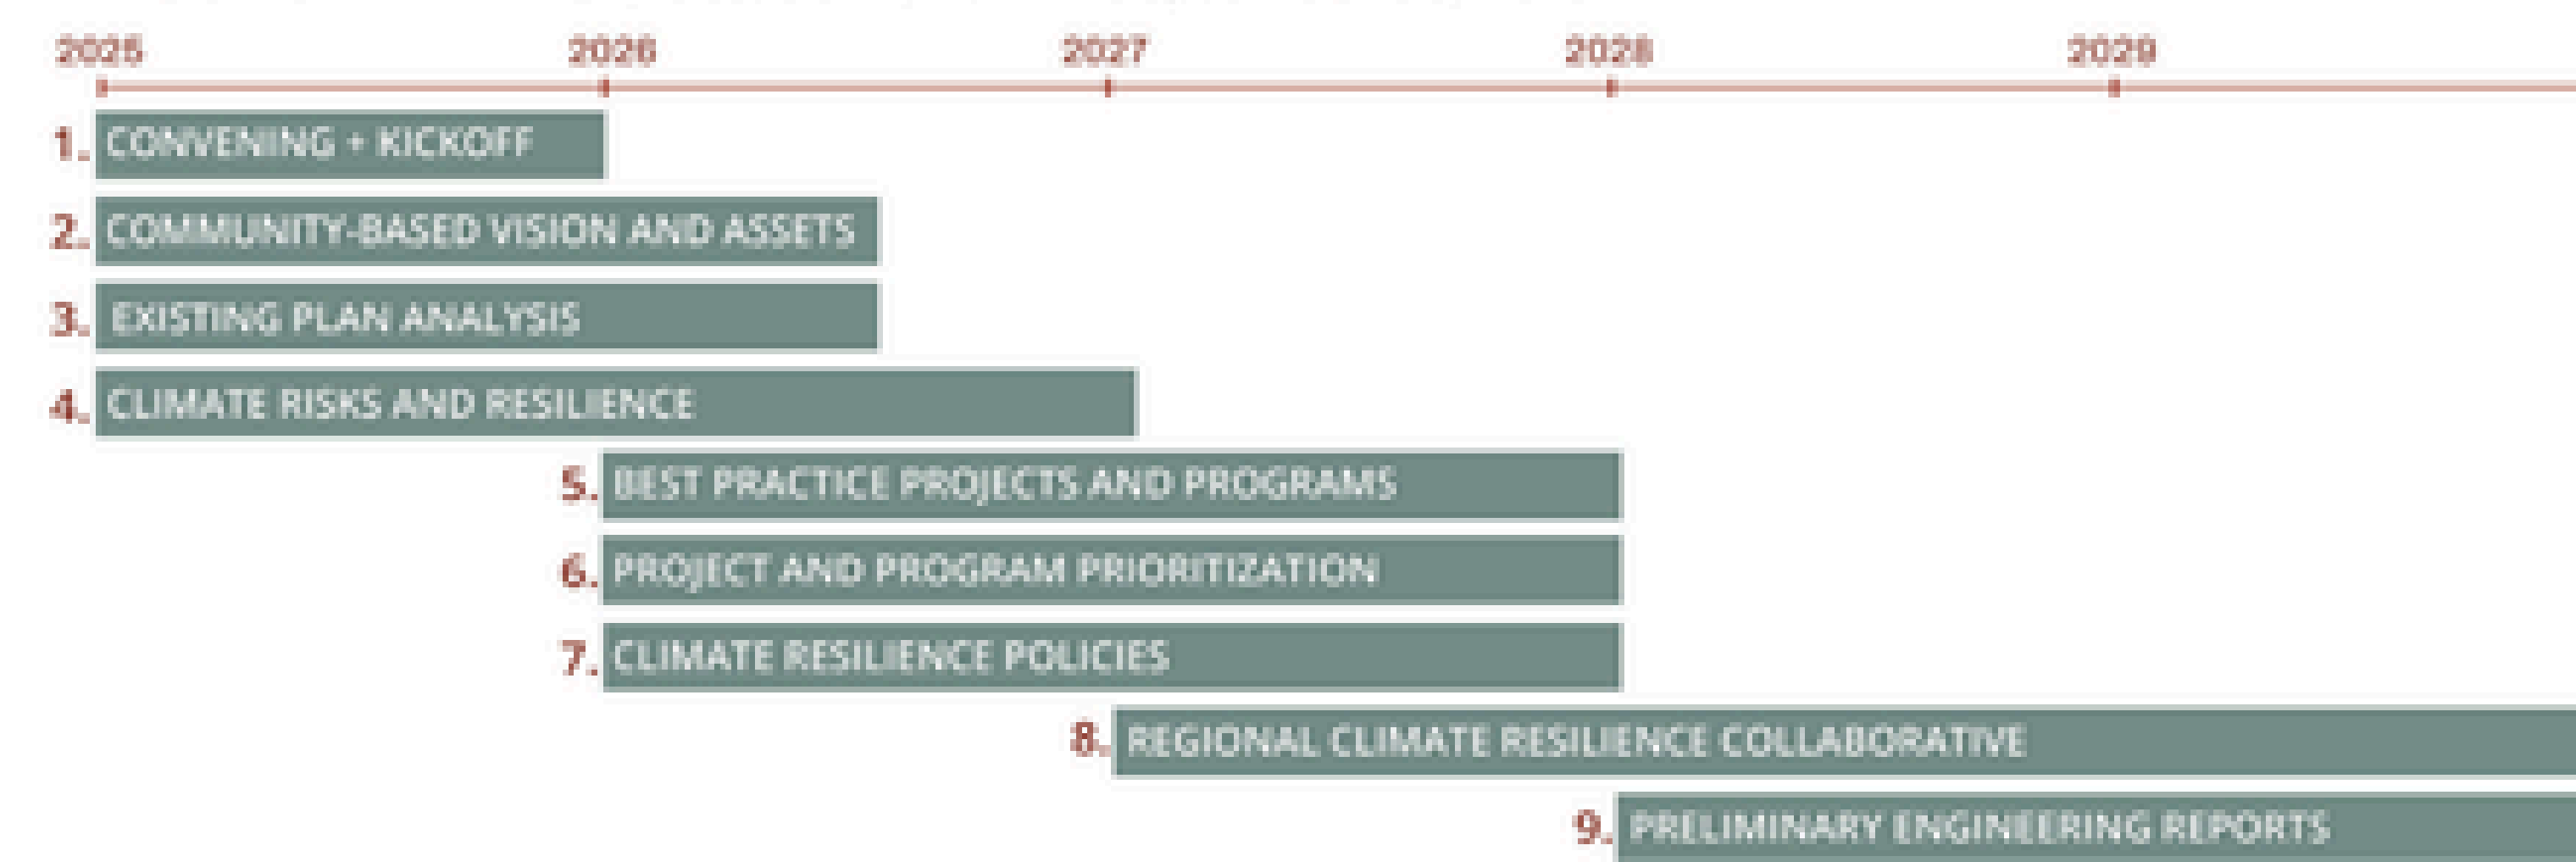 2025 2026 2027 2028 2029
1. CONVENING + KICKOFF
2. COMMUNITY-BASED VISION AND ASSETS
3. EXISTING PLAN ANALYSIS
4. CLIMATE RISKS AND RESILIENCE
5. BEST PRACTICE PROJECTS AND PROGRAMS
6. PROJECT AND PROGRAM PRIORITIZATION
7. CLIMATE RESILIENCE POLICIES
8. REGIONAL CLIMATE RESILIENCE COLLABORATIVE
9. PRELIMINARY ENGINEERING REPORTS